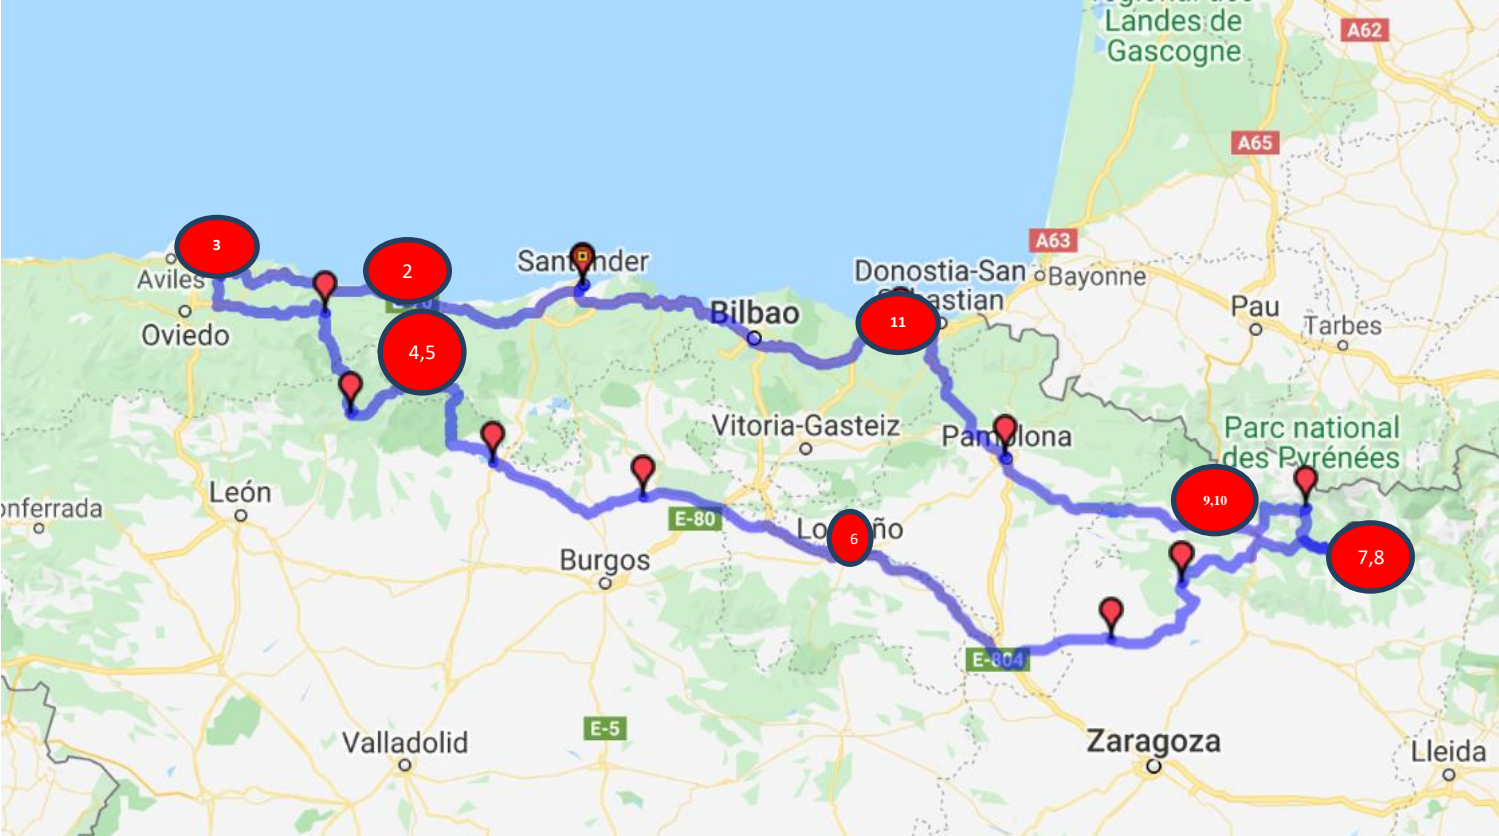 Landes de
Gascogne
A62
A65
A63
3
2
Santander
Donostia-San
Bayonne
Aviles
Bilbao
11
Pau
Oviedo
Tarbes
4,5
Vitoria-Gasteiz
Pamplona
Parc national
des Pyrénées
León
9,10
E-80
6
7,8
Burgos
E-804
E-5
Valladolid
Zaragoza
Lleida